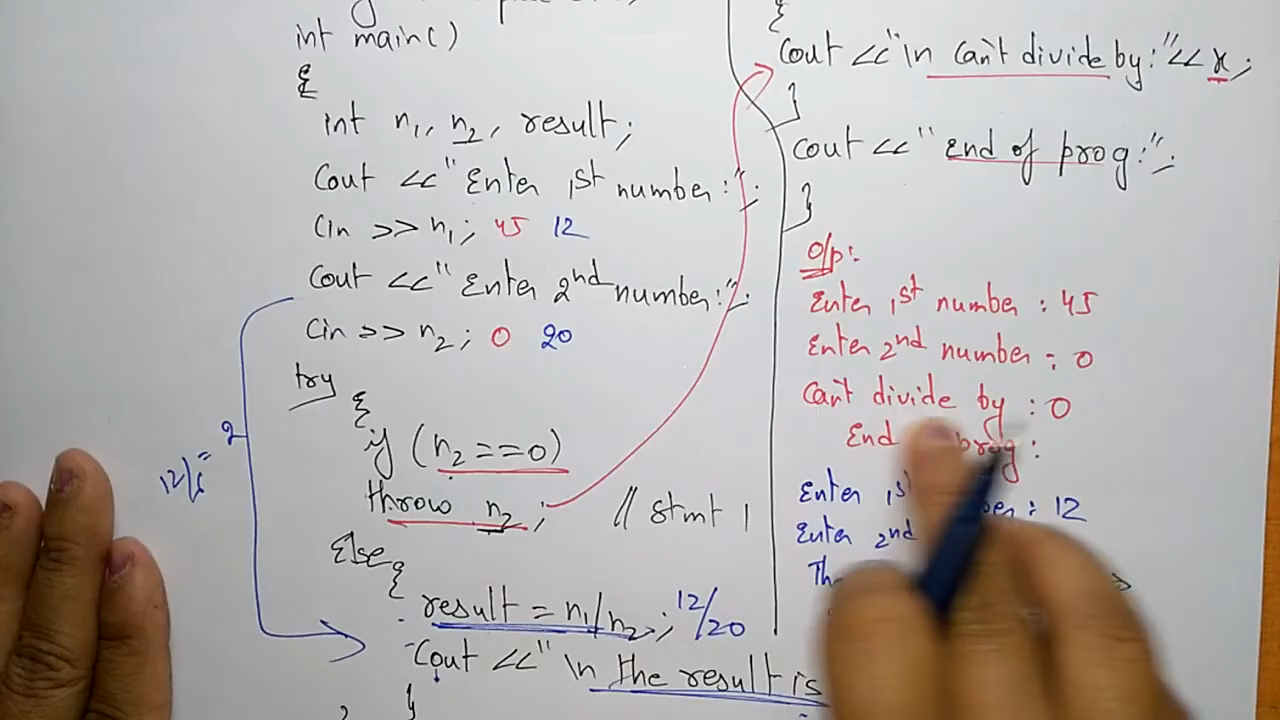 int main()
{
int n1, n2, result;
Cout <<"Enter 1st number:";
Cin >> n1; 45 12
Cout <<"Enter 2nd number:";
Cin >> n2; 0 20
try
{
if (n2==0)
throw n2; // Stmt 1
Else
{
result = n1/n2; 12/20
Cout <<"\n the result is
}
2
{
Cout <<"\n Can't divide by:"<<x;
}
Cout <<"End of prog:";
}
O/p:
Enter 1st number : 45
Enter 2nd number : 0
Can't divide by : 0
End prog:
Enter 1st : 12
Enter 2nd